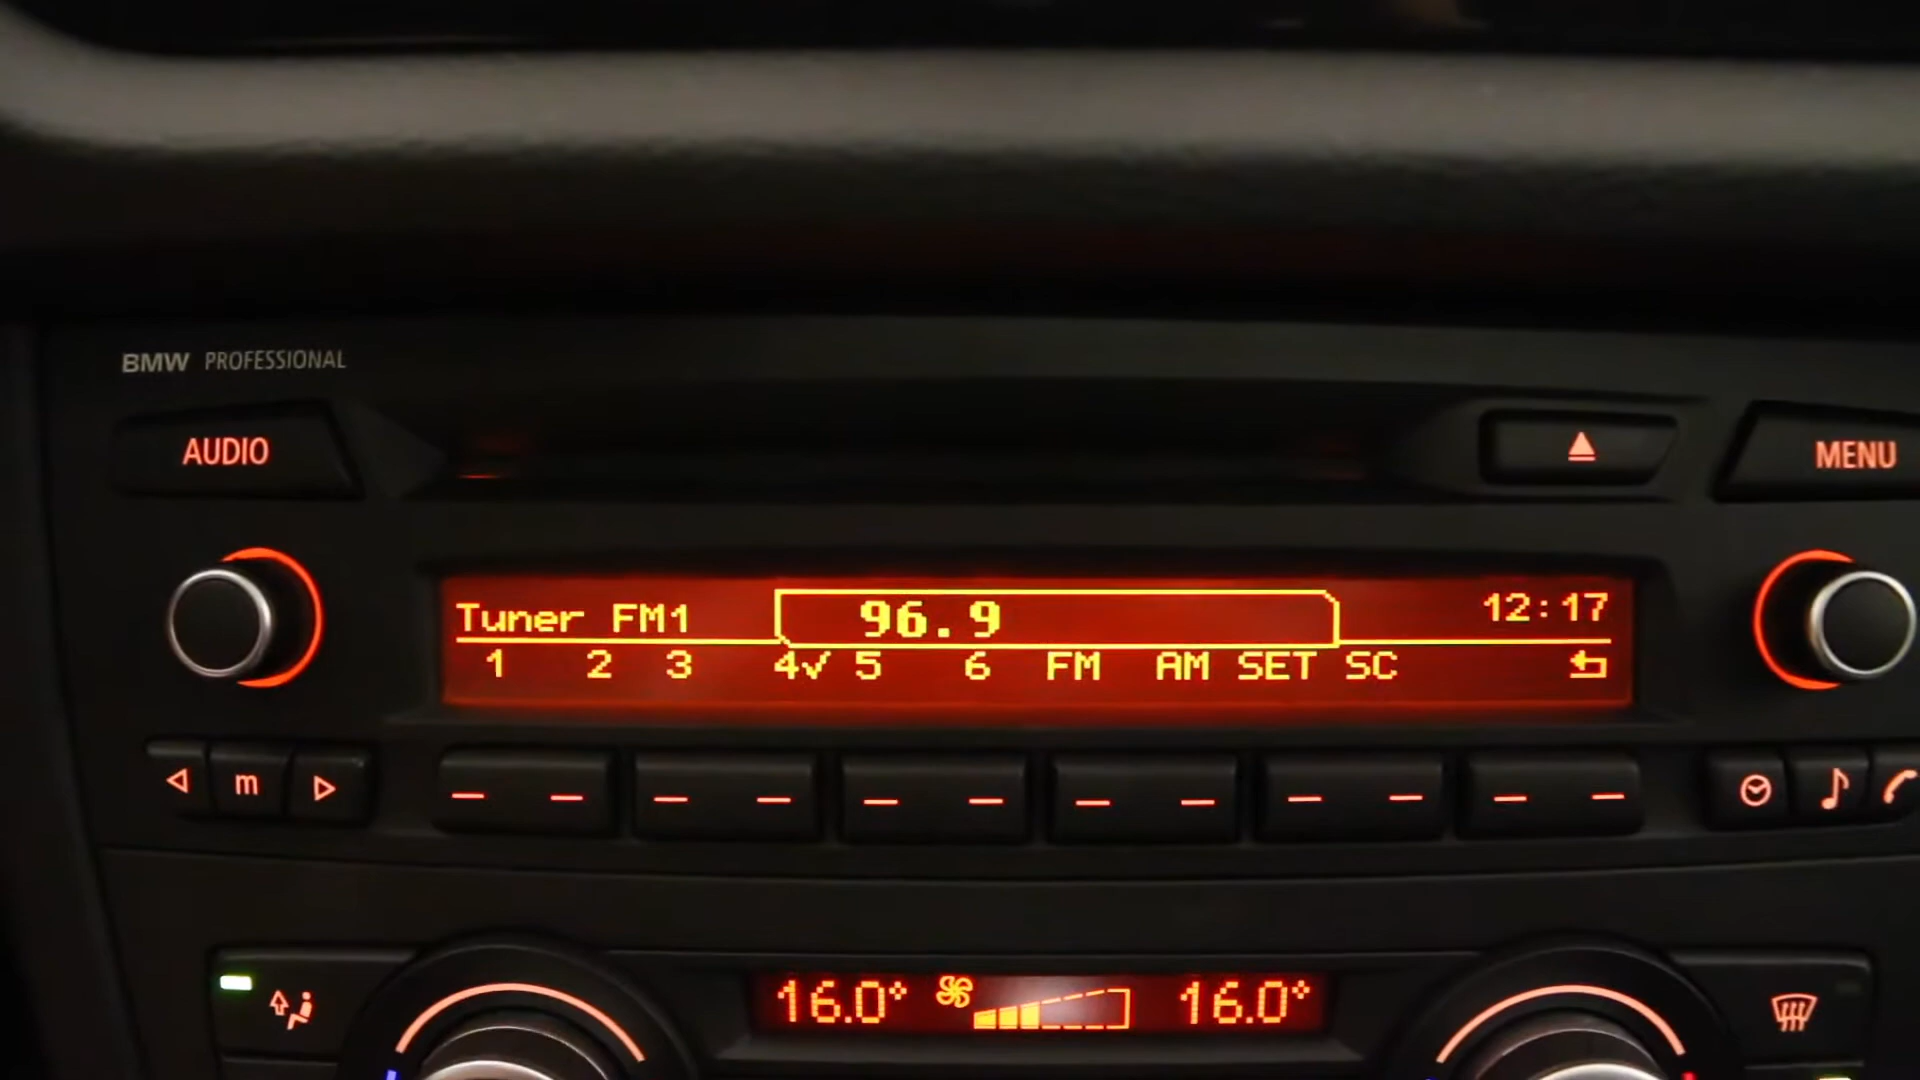 BMW PROFESSIONAL
AUDIO
MENU
Tuner FM1 96.9 12:17
1 2 3 4✓ 5 6 FM AM SET SC
m
16.0° 16.0°